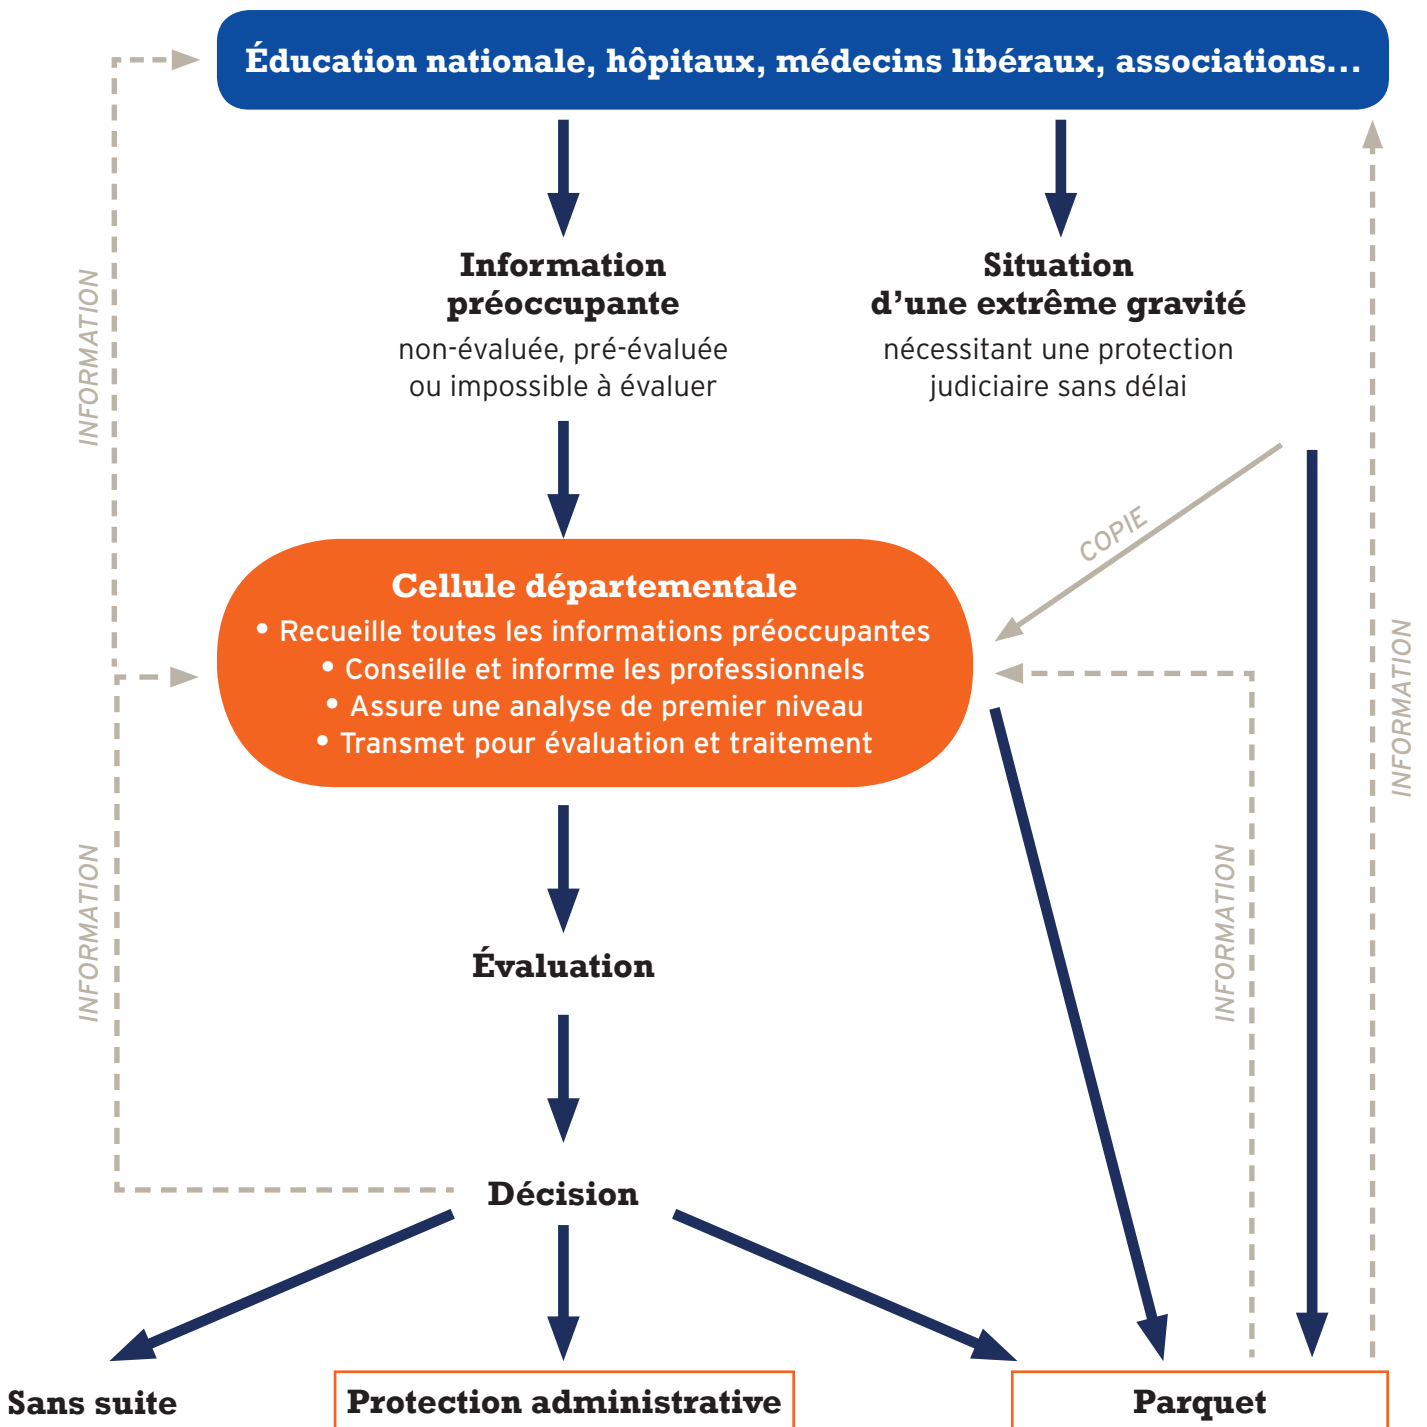 Éducation nationale, hôpitaux, médecins libéraux, associations...
Information
préoccupante
non-évaluée, pré-évaluée
ou impossible à évaluer
Situation
d’une extrême gravité
nécessitant une protection
judiciaire sans délai
INFORMATION
COPIE
Cellule départementale
• Recueille toutes les informations préoccupantes
• Conseille et informe les professionnels
• Assure une analyse de premier niveau
• Transmet pour évaluation et traitement
INFORMATION
INFORMATION
INFORMATION
Évaluation
Décision
Sans suite
Protection administrative
Parquet